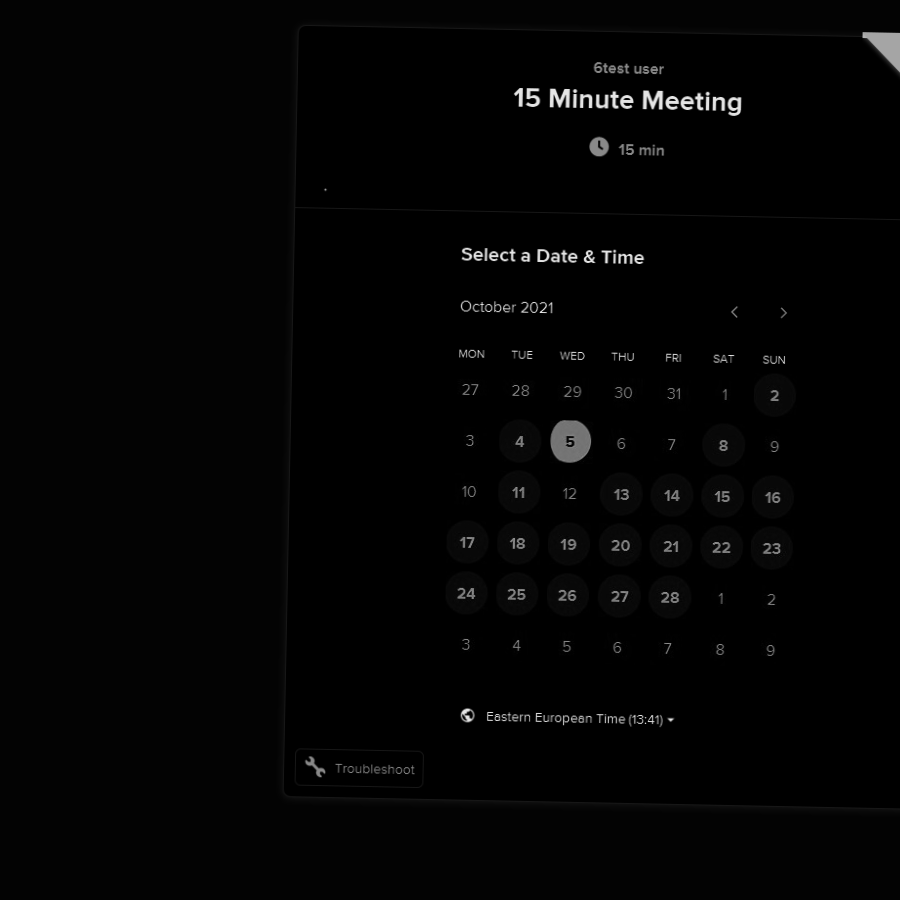 6test user
15 Minute Meeting
15 min
Select a Date & Time
October 2021
MON TUE WED THU FRI SAT SUN
27 28 29 30 31 1 2
3 4 5 6 7 8 9
10 11 12 13 14 15 16
17 18 19 20 21 22 23
24 25 26 27 28 1 2
3 4 5 6 7 8 9
Eastern European Time (13:41)
Troubleshoot